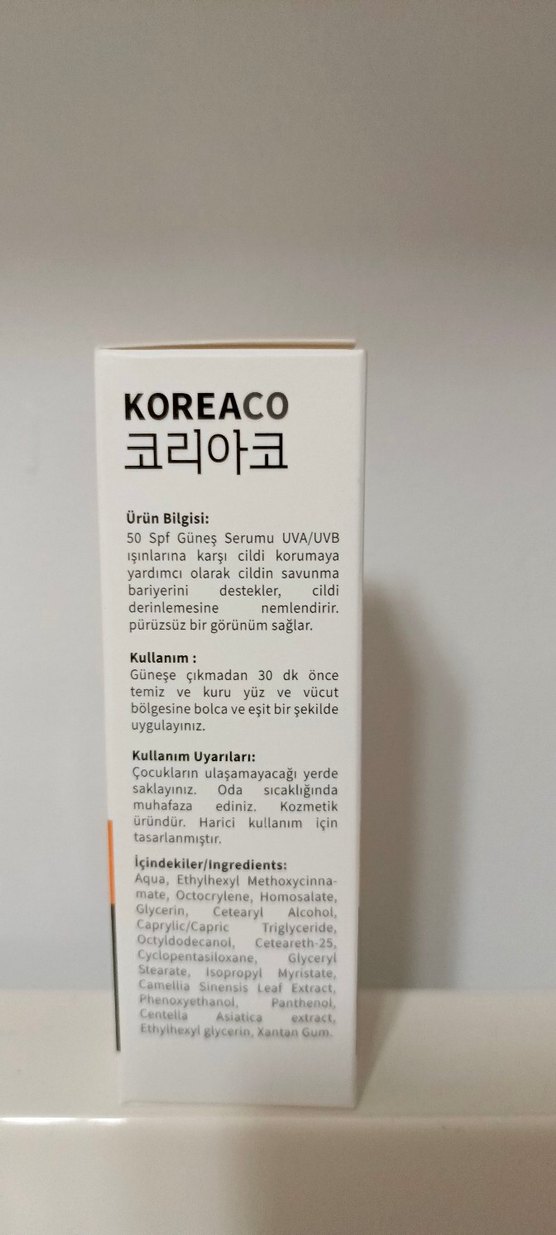 KOREACO
코리아코
Ürün Bilgisi:
50 Spf Güneş Serumu UVA/UVB
ışınlarına karşı cildi korumaya
yardımcı olarak cildin savunma
bariyerini destekler, cildi
derinlemesine nemlendirir.
pürüzsüz bir görünüm sağlar.
Kullanım :
Güneşe çıkmadan 30 dk önce
temiz ve kuru yüz ve vücut
bölgesine bolca ve eşit bir şekilde
uygulayınız.
Kullanım Uyarıları:
Çocukların ulaşamayacağı yerde
saklayınız. Oda sıcaklığında
muhafaza ediniz. Kozmetik
üründür. Harici kullanım için
tasarlanmıştır.
İçindekiler/Ingredients:
Aqua, Ethylhexyl Methoxycinna-
mate, Octocrylene, Homosalate,
Glycerin, Cetearyl Alcohol,
Caprylic/Capric Triglyceride,
Octyldodecanol, Ceteareth-25,
Cyclopentasiloxane, Glyceryl
Stearate, Isopropyl Myristate,
Camellia Sinensis Leaf Extract,
Phenoxyethanol, Panthenol,
Centella Asiatica extract,
Ethylhexyl glycerin, Xantan Gum.